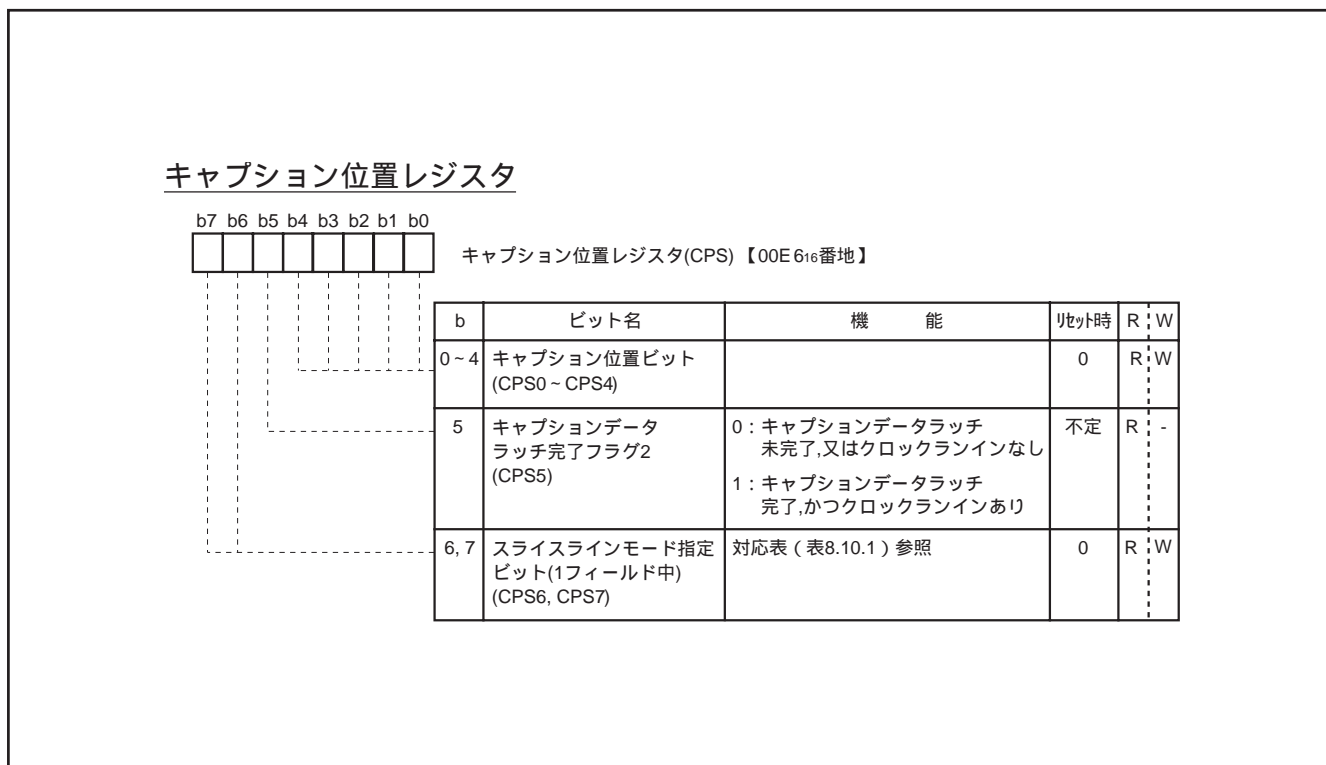 キャプション位置レジスタ
b7 b6 b5 b4 b3 b2 b1 b0
キャプション位置レジスタ(CPS)【00E616番地】
b ビット名 機 能 リセット時 R W
0~4 キャプション位置ビット 0 R W
(CPS0~CPS4)
5 キャプションデータ 0:キャプションデータラッチ 不定 R -
ラッチ完了フラグ2 未完了,又はクロックランインなし
(CPS5)
1:キャプションデータラッチ
完了,かつクロックランインあり
6, 7 スライスラインモード指定 対応表(表8.10.1)参照 0 R W
ビット(1フィールド中)
(CPS6, CPS7)